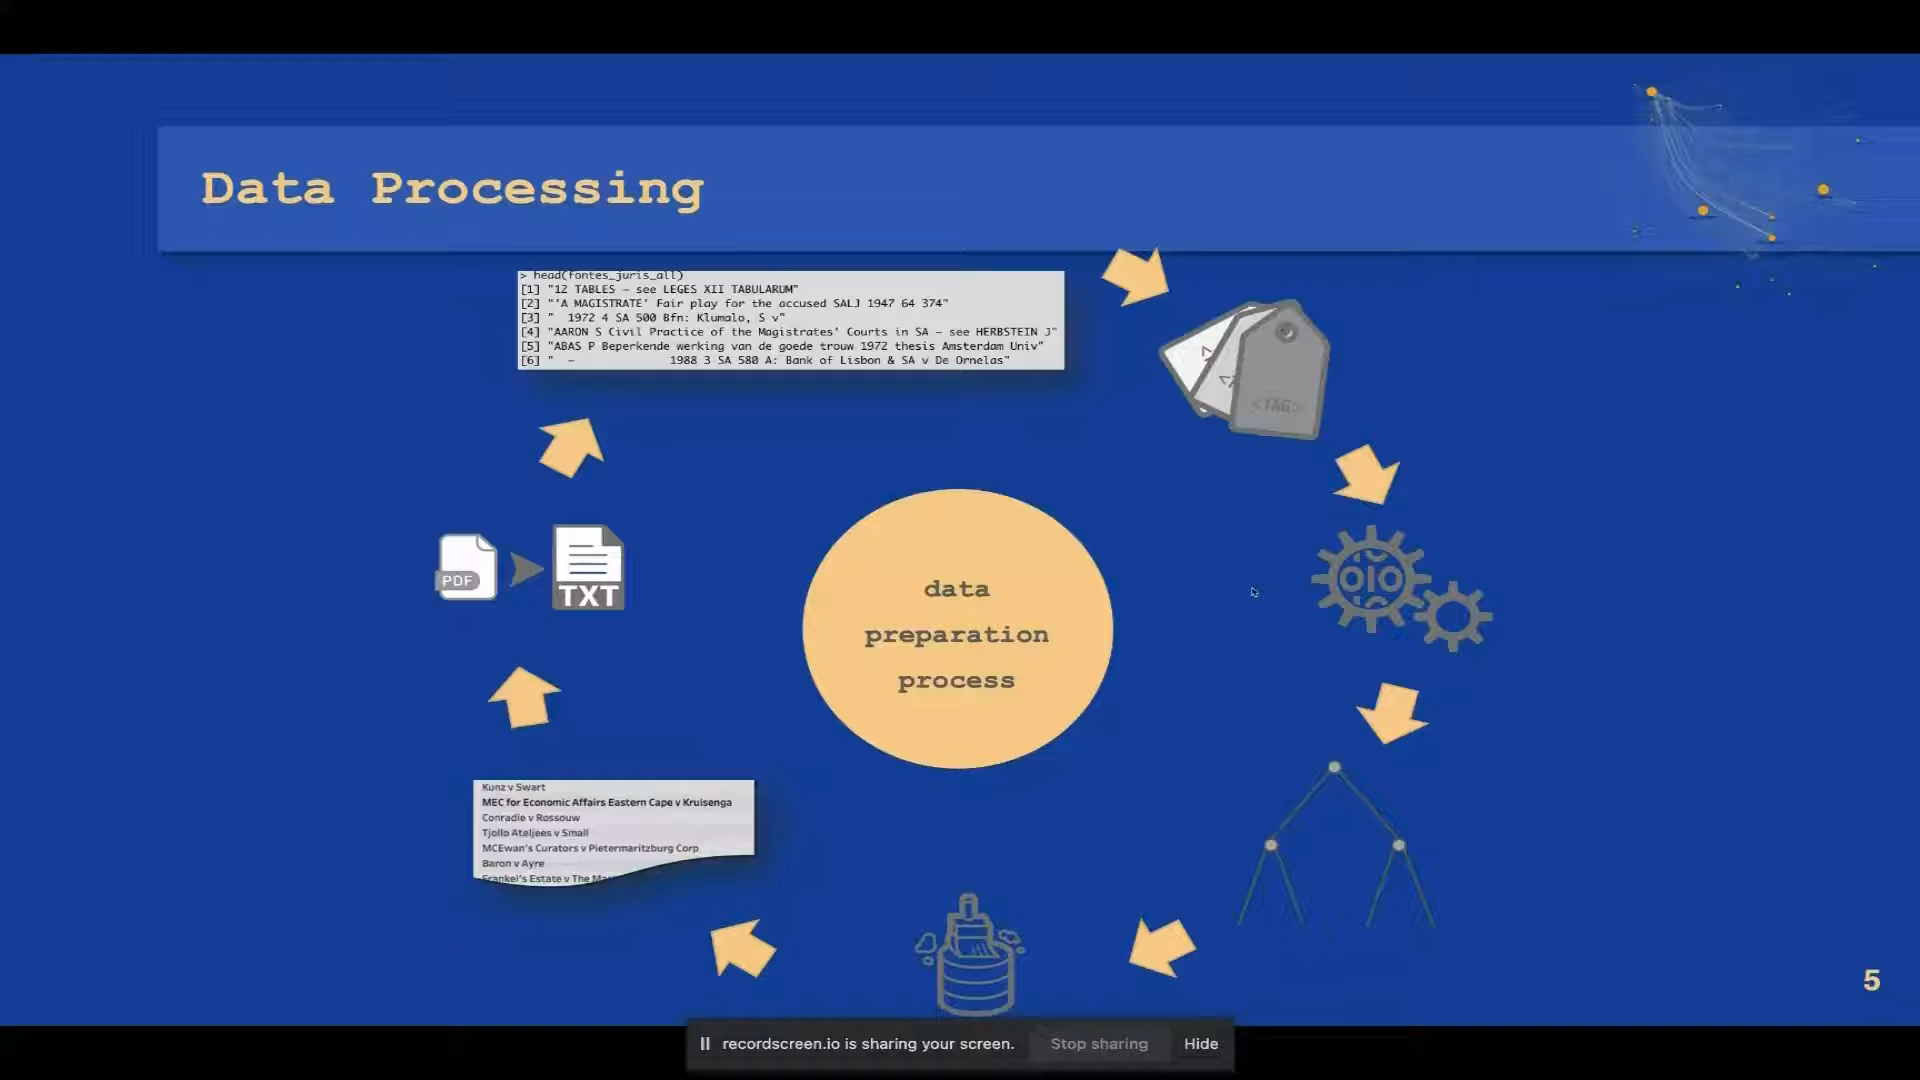 Data Processing
> head(fontes_juris_all)
[1] "12 TABLES – see LEGES XII TABULARUM"
[2] "'A MAGISTRATE' Fair play for the accused SALJ 1947 64 374"
[3] "  1972 4 SA 500 Bfn: Klumalo, S v"
[4] "AARON S Civil Practice of the Magistrates' Courts in SA – see HERBSTEIN J"
[5] "ABAS P Beperkende werking van de goede trouw 1972 thesis Amsterdam Univ"
[6] "  –            1988 3 SA 580 A: Bank of Lisbon & SA v De Ornelas"
<TAG>
PDF
TXT
data
preparation
process
010
Kunz v Swart
MEC for Economic Affairs Eastern Cape v Kruisenga
Conradie v Rossouw
Tjollo Ateljees v Small
MCEwan's Curators v Pietermaritzburg Corp
Baron v Ayre
Frankel's Estate v The
5
recordscreen.io is sharing your screen.
Stop sharing
Hide